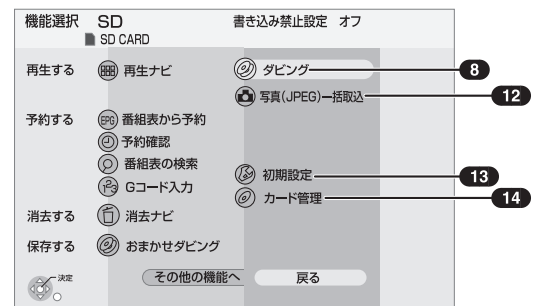 機能選択 SD 書き込み禁止設定 オフ
SD CARD
再生する 再生ナビ ダビング 8
写真(JPEG)一括取込 12
予約する EPG 番組表から予約
予約確認
番組表の検索 初期設定 13
Gコード入力 カード管理 14
消去する 消去ナビ
保存する おまかせダビング
決定 その他の機能へ 戻る